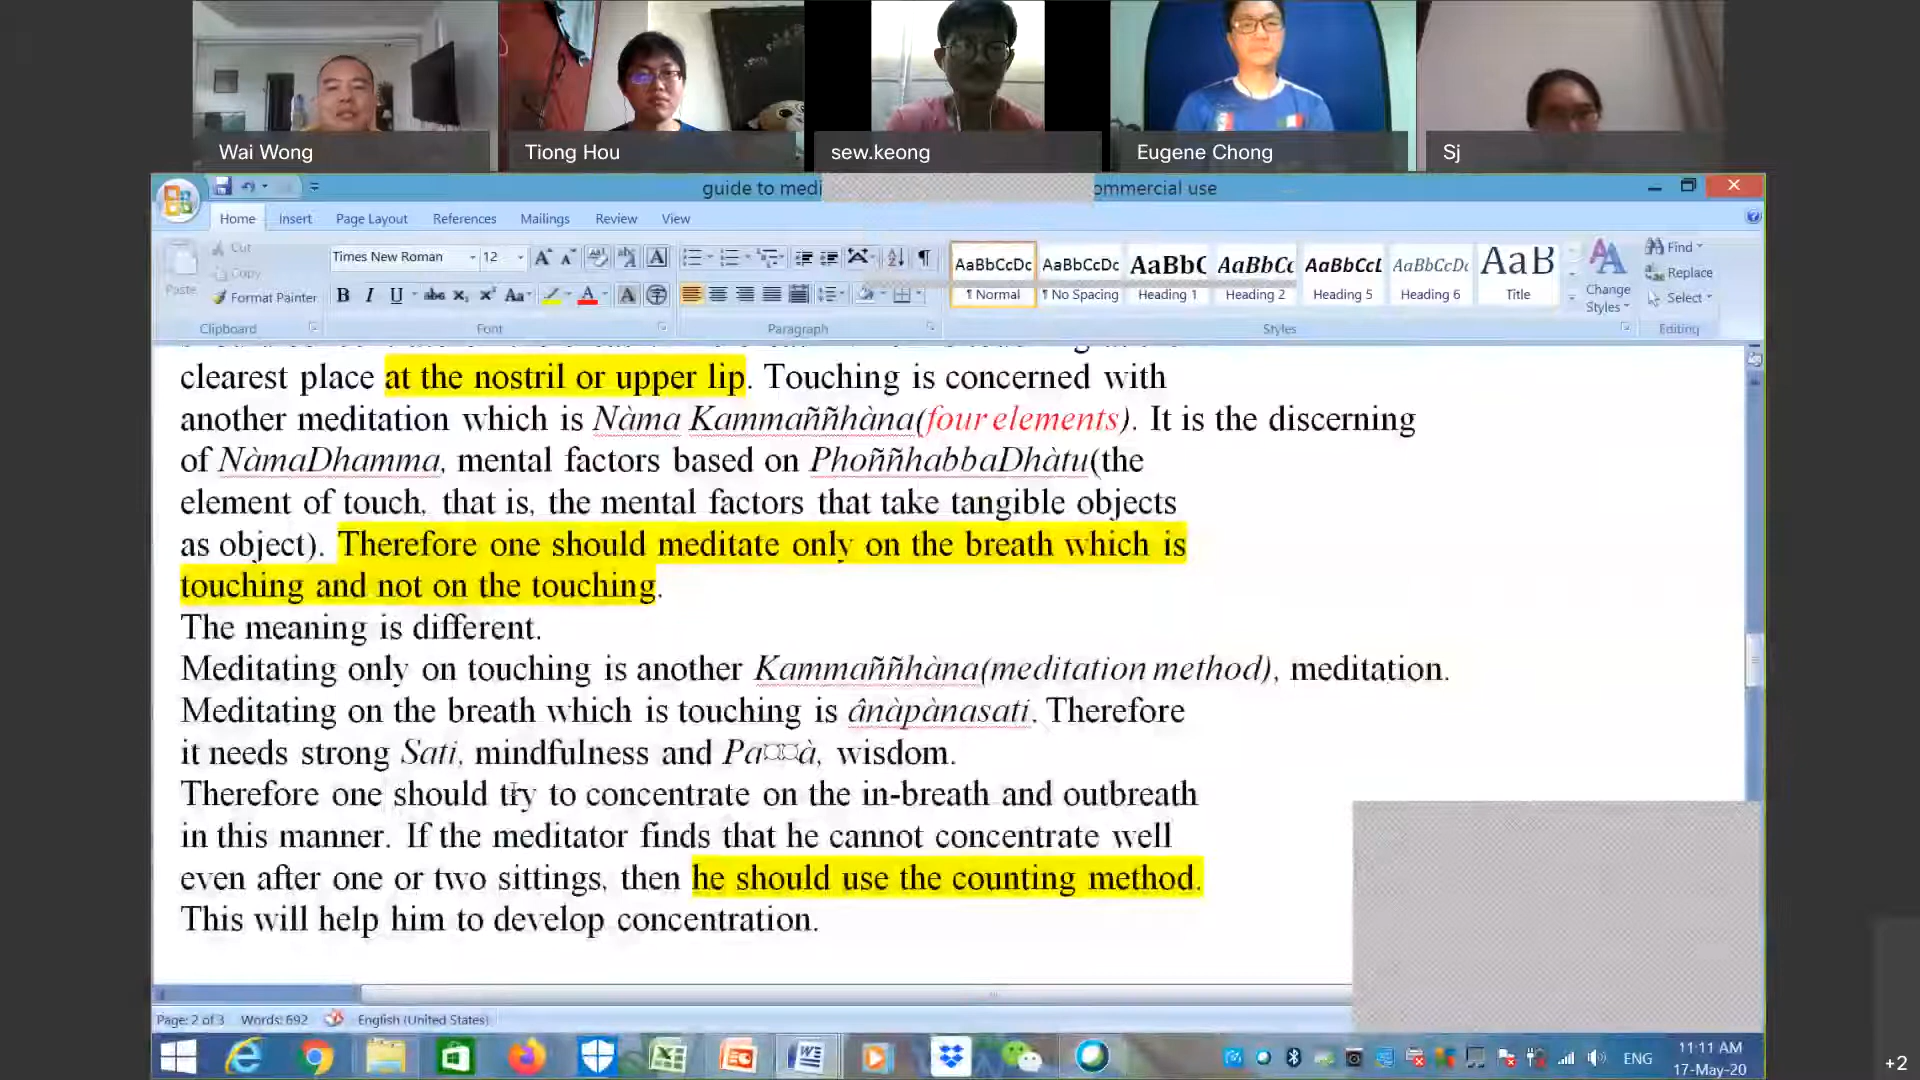 Wai Wong
Tiong Hou
sew.keong
Eugene Chong
Sj
guide to medi
ommercial use
Home Insert Page Layout References Mailings Review View
Paste
Cut
Copy
Format Painter
Clipboard
Times New Roman 12
Font
Paragraph
AaBbCcDc AaBbCcDc AaBbC AaBbCc AaBbCcL AaBbCcDc AaB
¶ Normal ¶ No Spacing Heading 1 Heading 2 Heading 5 Heading 6 Title
Change Styles
Styles
Find
Replace
Select
Editing
clearest place at the nostril or upper lip. Touching is concerned with
another meditation which is Nàma Kammaññhàna(four elements). It is the discerning
of NàmaDhamma, mental factors based on PhoññhabbaDhàtu(the
element of touch, that is, the mental factors that take tangible objects
as object). Therefore one should meditate only on the breath which is
touching and not on the touching.
The meaning is different.
Meditating only on touching is another Kammaññhàna(meditation method), meditation.
Meditating on the breath which is touching is ânàpànasati. Therefore
it needs strong Sati, mindfulness and Pa¤¤à, wisdom.
Therefore one should try to concentrate on the in-breath and outbreath
in this manner. If the meditator finds that he cannot concentrate well
even after one or two sittings, then he should use the counting method.
This will help him to develop concentration.
Page: 2 of 3 Words: 692 English (United States)
ENG
11:11 AM
17-May-20
+2